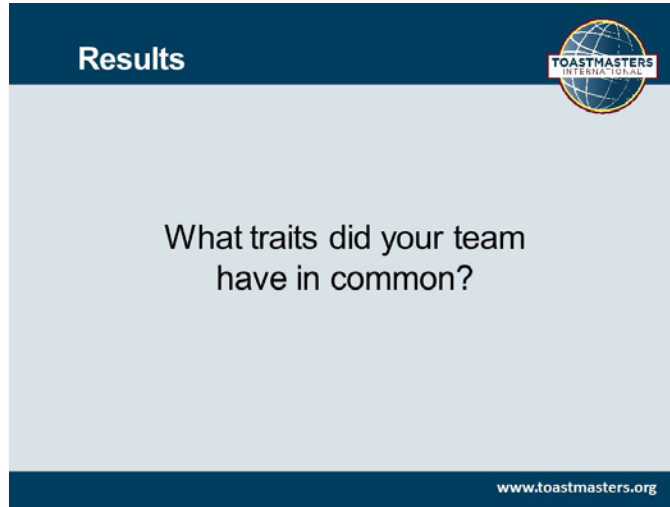 Results
TOASTMASTERS
INTERNATIONAL
What traits did your team
have in common?
www.toastmasters.org